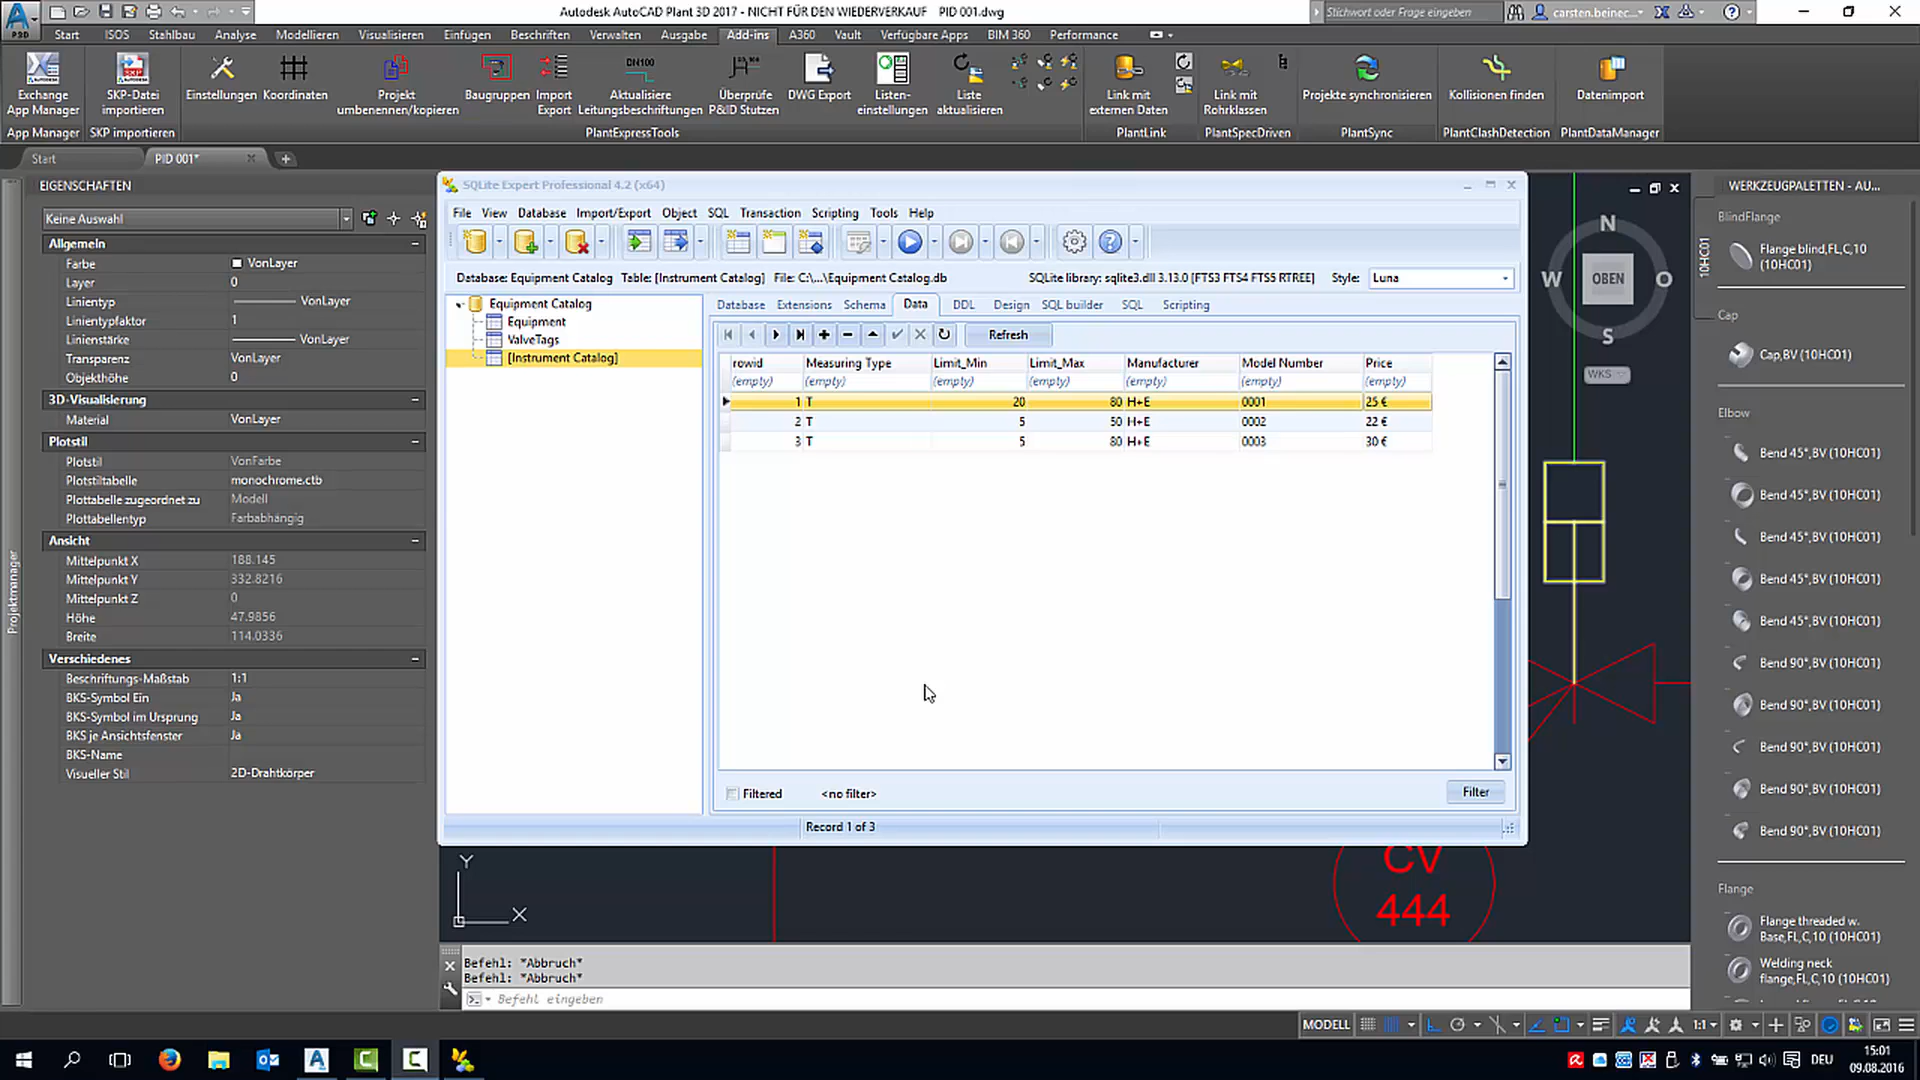 Autodesk AutoCAD Plant 3D 2017 - NICHT FÜR DEN WIEDERVERKAUF PID 001.dwg
Stichwort oder Frage eingeben
carsten.beinec...
Start ISOS Stahlbau Analyse Modellieren Visualisieren Einfügen Beschriften Verwalten Ausgabe Add-ins A360 Vault Verfügbare Apps BIM 360 Performance
P3D
DN100
Exchange
App Manager
SKP-Datei
importieren
Einstellungen
Koordinaten
Projekt
umbenennen/kopieren
Baugruppen
Import
Export
Aktualisiere
Leitungsbeschriftungen
Überprüfe
P&ID Stutzen
DWG Export
Listen-
einstellungen
Liste
aktualisieren
Link mit
externen Daten
Link mit
Rohrklassen
Projekte synchronisieren
Kollisionen finden
Datenimport
App Manager SKP importieren PlantExpressTools PlantLink PlantSpecDriven PlantSync PlantClashDetection PlantDataManager
Start PID 001*
EIGENSCHAFTEN
Keine Auswahl
Allgemein
Farbe VonLayer
Layer 0
Linientyp VonLayer
Linientypfaktor 1
Linienstärke VonLayer
Transparenz VonLayer
Objekthöhe 0
3D-Visualisierung
Material VonLayer
Plotstil
Plotstil VonFarbe
Plotstiltabelle monochrome.ctb
Plottabelle zugeordnet zu Modell
Plottabellentyp Farbabhängig
Ansicht
Mittelpunkt X 188.145
Mittelpunkt Y 332.8216
Mittelpunkt Z 0
Höhe 47.9856
Breite 114.0336
Verschiedenes
Beschriftungs-Maßstab 1:1
BKS-Symbol Ein Ja
BKS-Symbol im Ursprung Ja
BKS je Ansichtsfenster Ja
BKS-Name
Visueller Stil 2D-Drahtkörper
Projektmanager
SQLite Expert Professional 4.2 (x64)
File View Database Import/Export Object SQL Transaction Scripting Tools Help
Database: Equipment Catalog Table: [Instrument Catalog] File: C:\...\Equipment Catalog.db SQLite library: sqlite3.dll 3.13.0 [FTS3 FTS4 FTS5 RTREE] Style: Luna
Equipment Catalog
Equipment
ValveTags
[Instrument Catalog]
Database Extensions Schema Data DDL Design SQL builder SQL Scripting
Refresh
rowid Measuring Type Limit_Min Limit_Max Manufacturer Model Number Price
(empty) (empty) (empty) (empty) (empty) (empty) (empty)
1 T 20 80 H+E 0001 25 €
2 T 5 50 H+E 0002 22 €
3 T 5 80 H+E 0003 30 €
Filtered <no filter> Filter
Record 1 of 3
N
W OBEN O
S
WKS
CV
444
Y
X
Befehl: *Abbruch*
Befehl: *Abbruch*
Befehl eingeben
WERKZEUGPALETTEN - AU...
10HC01
BlindFlange
Flange blind,FL,C,10
(10HC01)
Cap
Cap,BV (10HC01)
Elbow
Bend 45°,BV (10HC01)
Bend 45°,BV (10HC01)
Bend 45°,BV (10HC01)
Bend 45°,BV (10HC01)
Bend 45°,BV (10HC01)
Bend 90°,BV (10HC01)
Bend 90°,BV (10HC01)
Bend 90°,BV (10HC01)
Bend 90°,BV (10HC01)
Bend 90°,BV (10HC01)
Flange
Flange threaded w.
Base,FL,C,10 (10HC01)
Welding neck
flange,FL,C,10 (10HC01)
MODELL 1:1
DEU
15:01
09.08.2016